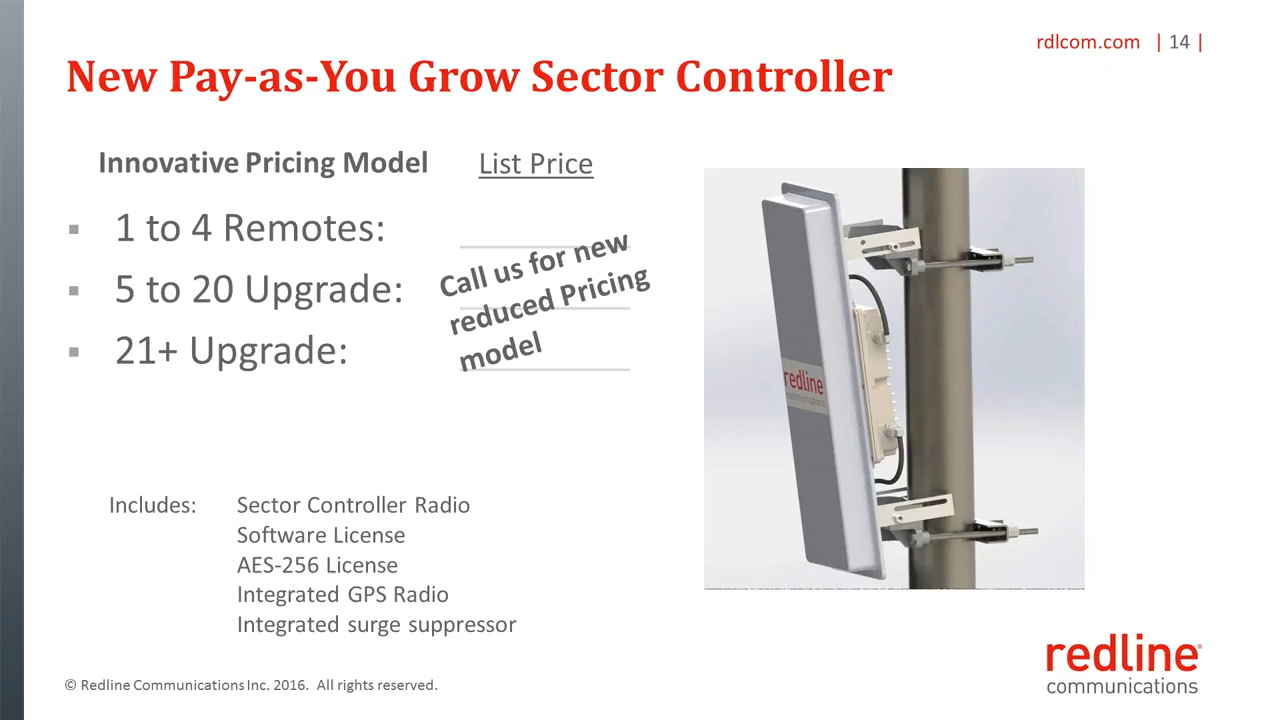 rdlcom.com | 14 |
New Pay-as-You Grow Sector Controller
Innovative Pricing Model List Price
▪ 1 to 4 Remotes:
▪ 5 to 20 Upgrade:
▪ 21+ Upgrade:
Call us for new
reduced Pricing
model
redline
communications
Includes: Sector Controller Radio
Software License
AES-256 License
Integrated GPS Radio
Integrated surge suppressor
© Redline Communications Inc. 2016. All rights reserved.
redline®
communications